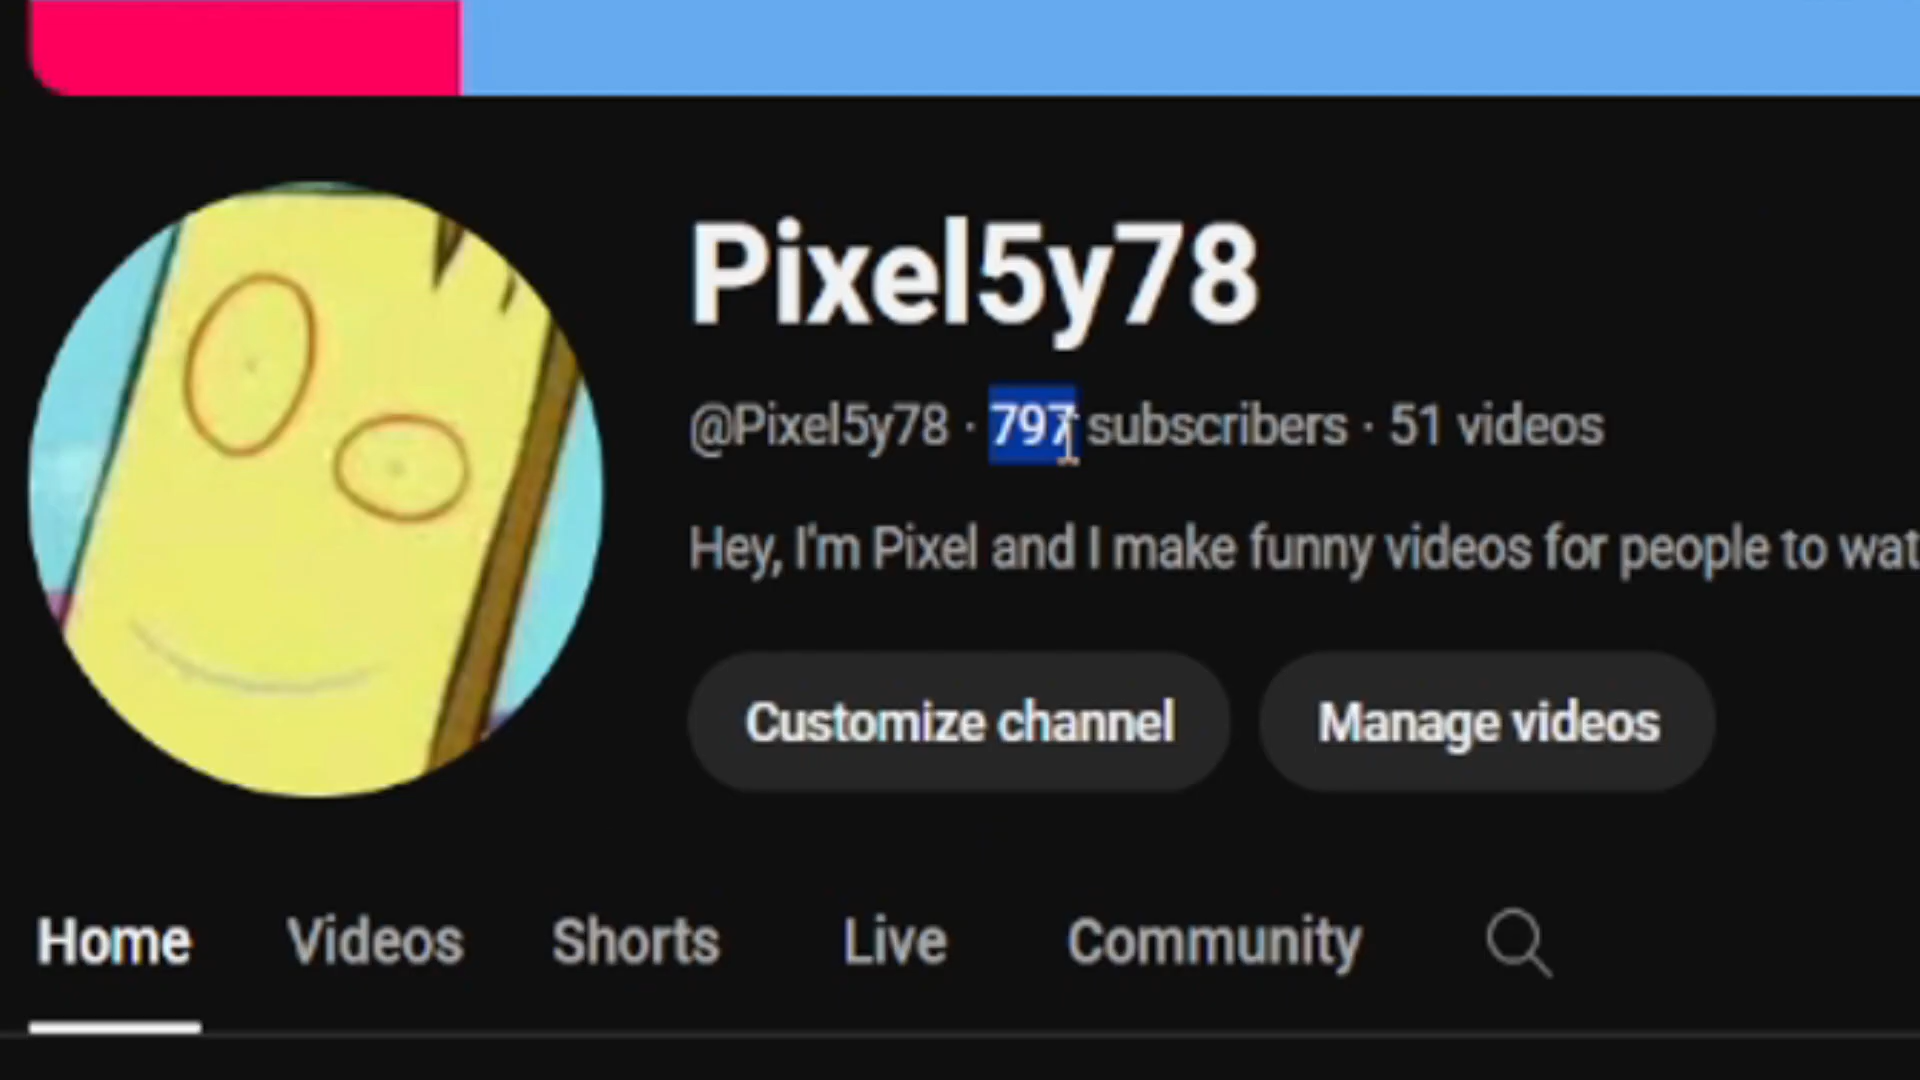 Pixel5y78
@Pixel5y78 · 797 subscribers · 51 videos
Hey, I'm Pixel and I make funny videos for people to wat
Customize channel Manage videos
Home Videos Shorts Live Community